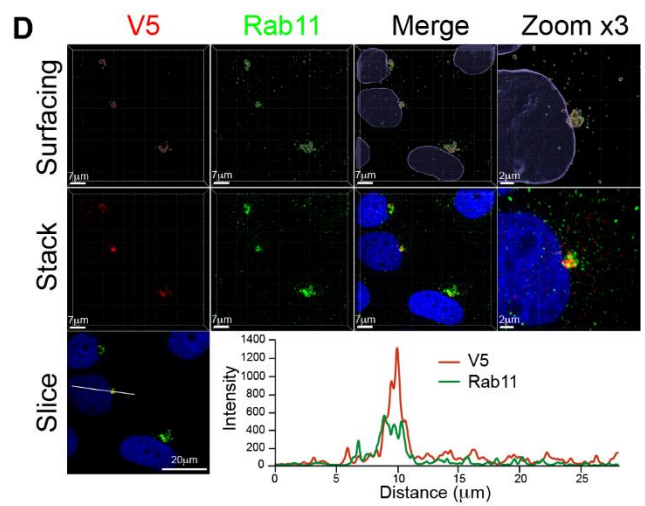 D
V5 Rab11 Merge Zoom x3
Surfacing
7μm 7μm 7μm 2μm
Stack
7μm 7μm 7μm 2μm
Slice
20μm
Intensity
1400
1200
1000
800
600
400
200
0
V5
Rab11
0 5 10 15 20 25
Distance (μm)